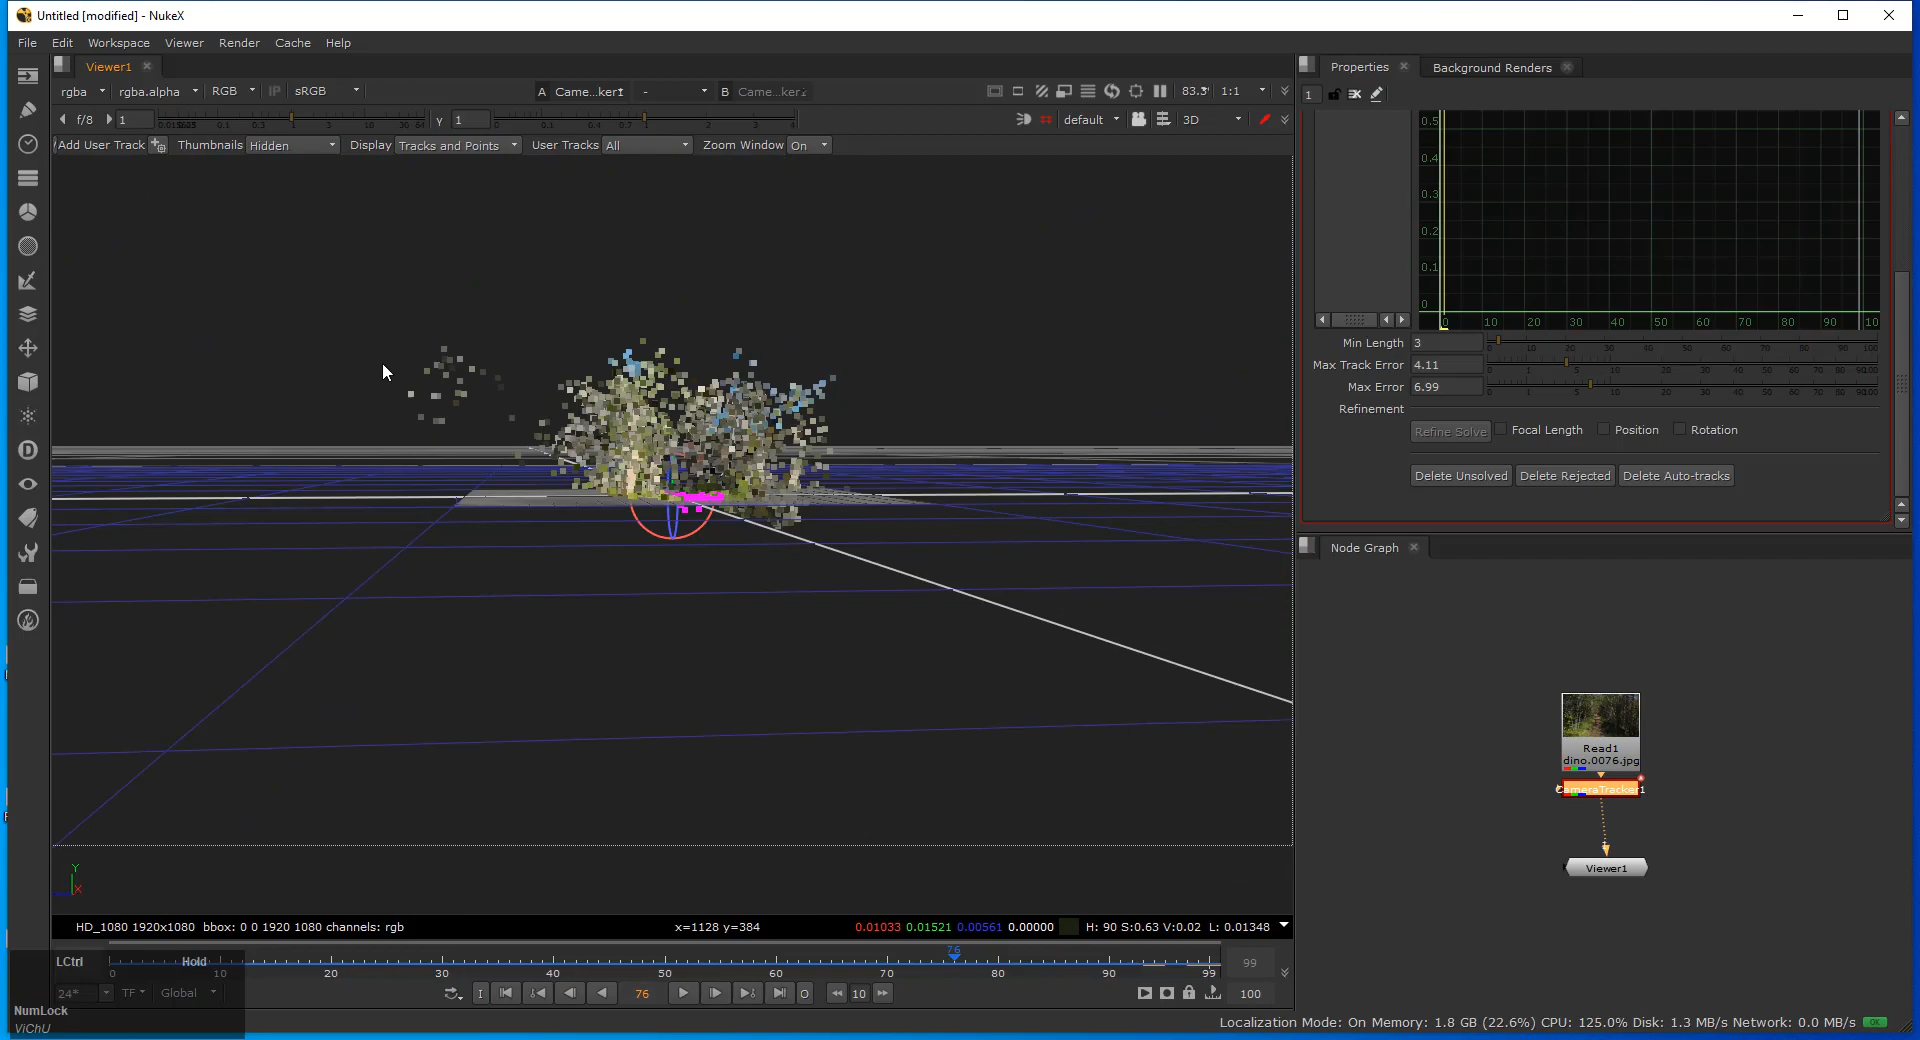 Untitled [modified] - NukeX
File Edit Workspace Viewer Render Cache Help
Viewer1
rgba rgba.alpha RGB IP sRGB A Came...ker1 - B Came...ker1 83.3 1:1
f/8 1 y 1 default 3D
Add User Track Thumbnails Hidden Display Tracks and Points User Tracks All Zoom Window On
Properties Background Renders
1
0.5
0.4
0.3
0.2
0.1
0
0 10 20 30 40 50 60 70 80 90 10
Min Length 3
Max Track Error 4.11
Max Error 6.99
Refinement
Refine Solve Focal Length Position Rotation
Delete Unsolved Delete Rejected Delete Auto-tracks
Node Graph
Read1
dino.0076.jpg
CameraTracker1
Viewer1
Y
X
HD_1080 1920x1080 bbox: 0 0 1920 1080 channels: rgb x=1128 y=384 0.01033 0.01521 0.00561 0.00000 H: 90 S:0.63 V:0.02 L: 0.01348
76
0 10 20 30 40 50 60 70 80 90 99
99
LCtrl Hold
24* TF Global
I 76 O 10 100
NumLock
ViChU
Localization Mode: On Memory: 1.8 GB (22.6%) CPU: 125.0% Disk: 1.3 MB/s Network: 0.0 MB/s OK